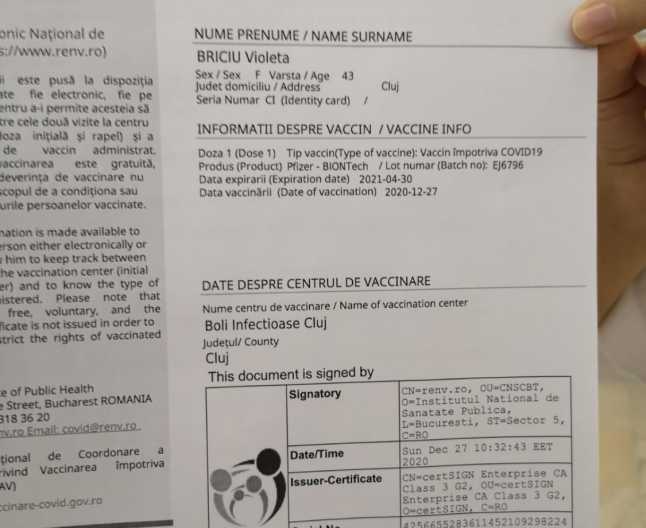 onic Național de
s://www.renv.ro)
ii este pusă la dispoziția
ate fie electronic, fie pe
entru a-i permite acesteia să
tre cele două vizite la centru
doza inițială și rapel) și a
de vaccin administrat.
vaccinarea este gratuită,
deverința de vaccinare nu
scopul de a condiționa sau
urile persoanelor vaccinate.
mation is made available to
erson either electronically or
w him to keep track between
he vaccination center (initial
er) and to know the type of
nistered. Please note that
free, voluntary, and the
ficate is not issued in order to
strict the rights of vaccinated
te of Public Health
e Street, Bucharest ROMANIA
318 36 20
nv.ro Email: covid@renv.ro
țional de Coordonare a
rivind Vaccinarea împotriva
AV)
ccinare-covid.gov.ro
NUME PRENUME / NAME SURNAME
BRICIU Violeta
Sex / Sex F Varsta / Age 43
Judet domiciliu / Address Cluj
Seria Numar CI (Identity card) /
INFORMATII DESPRE VACCIN / VACCINE INFO
Doza 1 (Dose 1) Tip vaccin(Type of vaccine): Vaccin împotriva COVID19
Produs (Product) Pfizer - BIONTech / Lot numar (Batch no): EJ6796
Data expirarii (Expiration date) 2021-04-30
Data vaccinării (Date of vaccination) 2020-12-27
DATE DESPRE CENTRUL DE VACCINARE
Nume centru de vaccinare / Name of vaccination center
Boli Infectioase Cluj
Județul/ County
Cluj
This document is signed by
Signatory
CN=renv.ro, OU=CNSCBT,
O=Institutul National de
Sanatate Publica,
L=Bucuresti, ST=Sector 5,
C=RO
Date/Time
Sun Dec 27 10:32:43 EET
2020
Issuer-Certificate
CN=certSIGN Enterprise CA
Class 3 G2, OU=certSIGN
Enterprise CA Class 3 G2,
O=certSIGN, C=RO